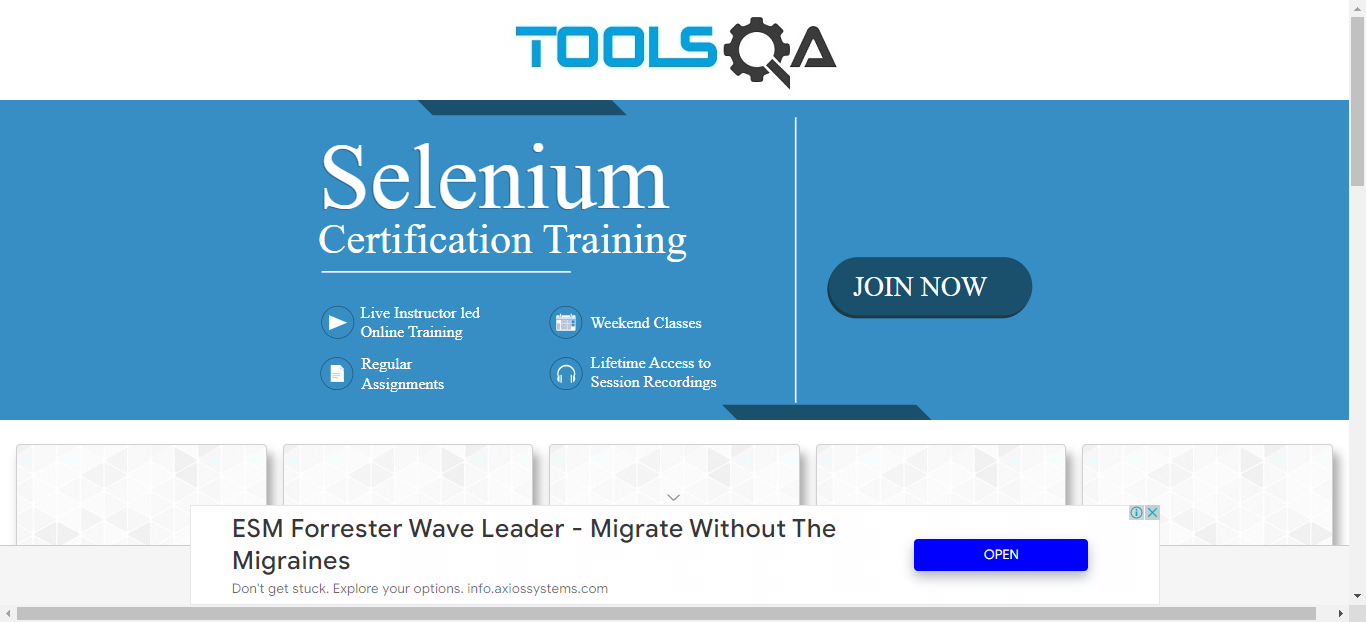 TOOLSQA
Selenium
Certification Training
Live Instructor led
Online Training
Weekend Classes
Regular
Assignments
Lifetime Access to
Session Recordings
JOIN NOW
ESM Forrester Wave Leader - Migrate Without The
Migraines
Don't get stuck. Explore your options. info.axiossystems.com
OPEN